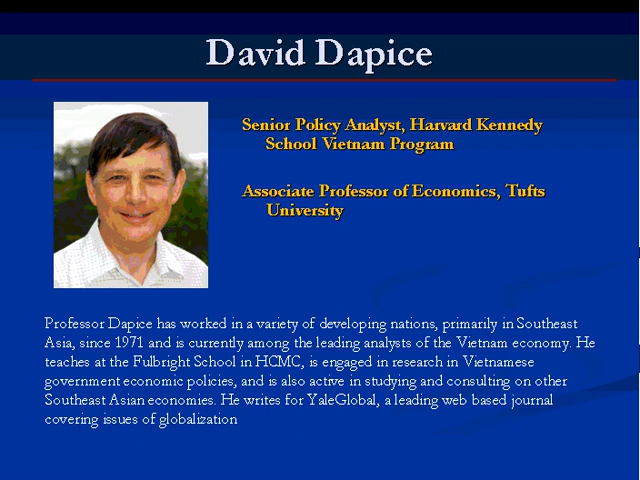 David Dapice
Senior Policy Analyst, Harvard Kennedy
School Vietnam Program
Associate Professor of Economics, Tufts
University
Professor Dapice has worked in a variety of developing nations, primarily in Southeast
Asia, since 1971 and is currently among the leading analysts of the Vietnam economy. He
teaches at the Fulbright School in HCMC, is engaged in research in Vietnamese
government economic policies, and is also active in studying and consulting on other
Southeast Asian economies. He writes for YaleGlobal, a leading web based journal
covering issues of globalization